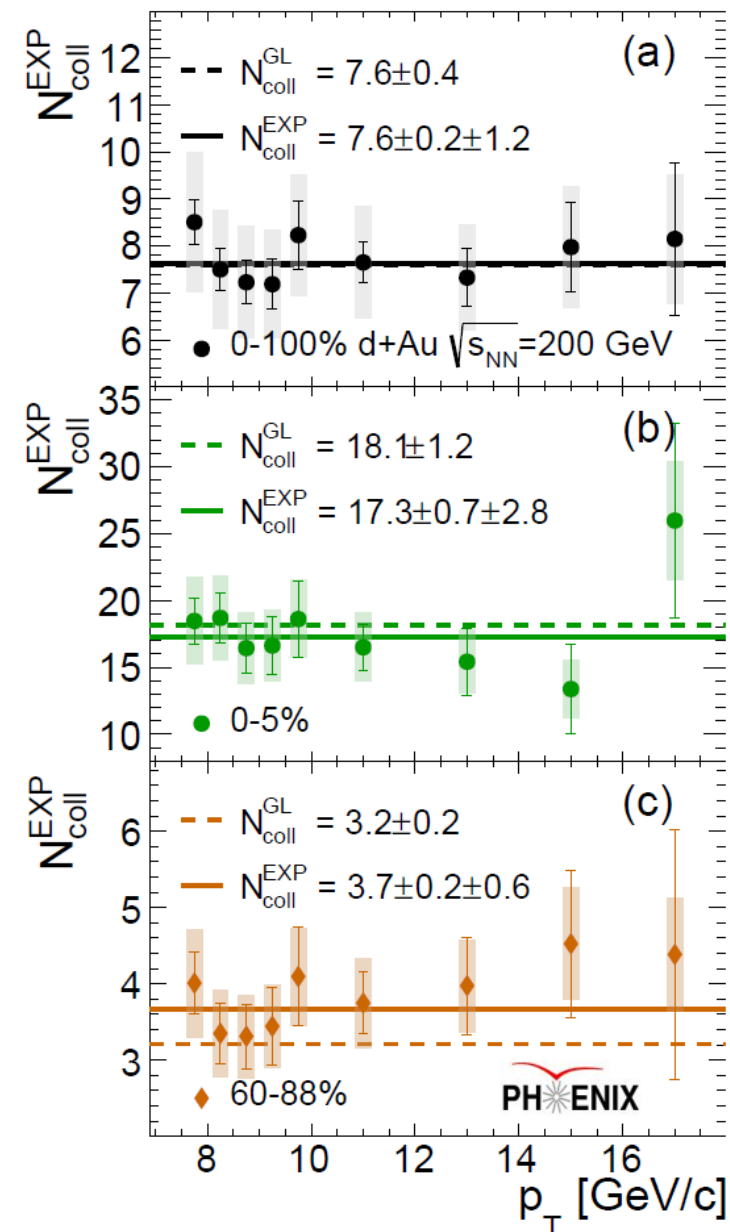 N_coll^EXP
(a)
N_coll^GL = 7.6±0.4
N_coll^EXP = 7.6±0.2±1.2
12
11
10
9
8
7
6
0-100% d+Au √s_NN=200 GeV
N_coll^EXP
(b)
N_coll^GL = 18.1±1.2
N_coll^EXP = 17.3±0.7±2.8
35
30
25
20
15
10
0-5%
N_coll^EXP
(c)
N_coll^GL = 3.2±0.2
N_coll^EXP = 3.7±0.2±0.6
6
5
4
3
60-88%
PHENIX
8 10 12 14 16
p_T [GeV/c]